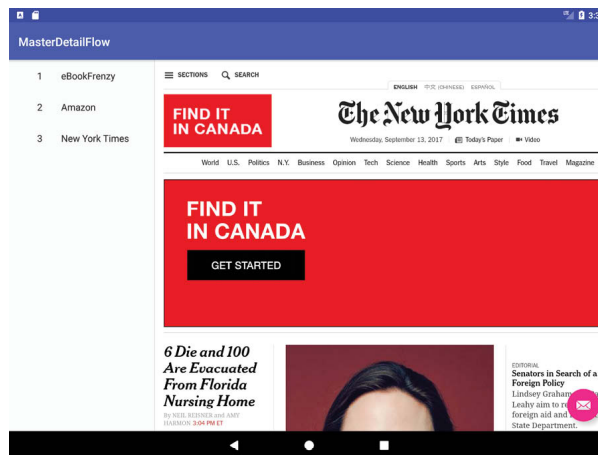 3:3
MasterDetailFlow
1 eBookFrenzy
2 Amazon
3 New York Times
SECTIONS SEARCH
ENGLISH 中文 (CHINESE) ESPAÑOL
FIND IT
IN CANADA
The New York Times
Wednesday, September 13, 2017 Today's Paper Video
World U.S. Politics N.Y. Business Opinion Tech Science Health Sports Arts Style Food Travel Magazine
FIND IT
IN CANADA
GET STARTED
6 Die and 100
Are Evacuated
From Florida
Nursing Home
By NEIL REISNER and AMY
HARMON 3:04 PM ET
EDITORIAL
Senators in Search of a
Foreign Policy
Lindsey Graham
Leahy aim to
foreign aid and
State Department.